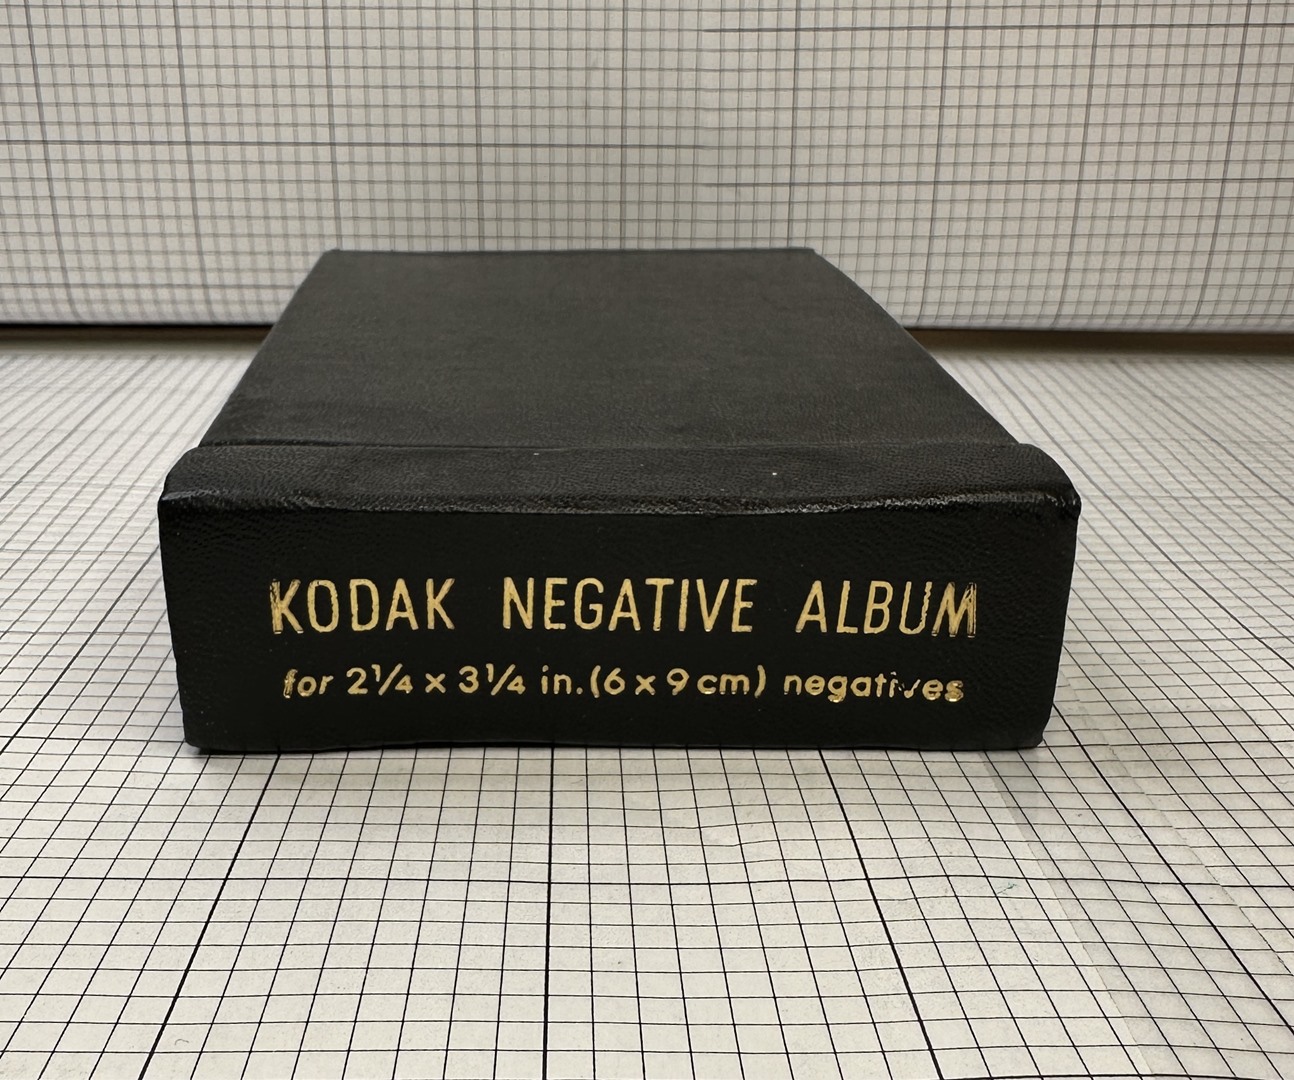 KODAK NEGATIVE ALBUM
for 2¼ x 3¼ in.(6 x 9 cm) negatives